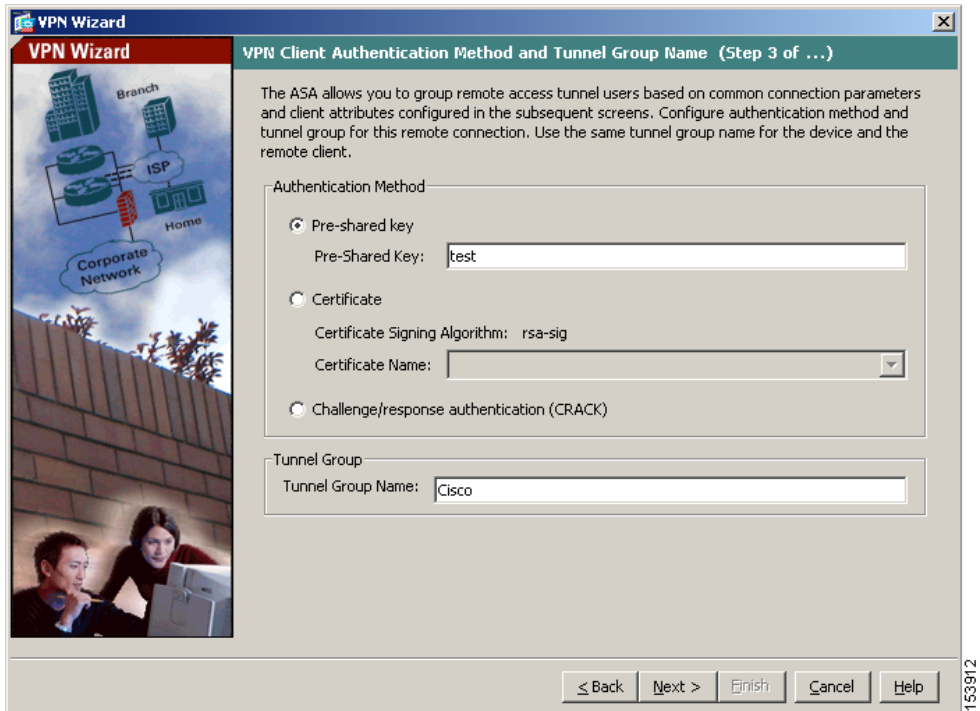 VPN Wizard
VPN Wizard
VPN Client Authentication Method and Tunnel Group Name (Step 3 of ...)
Branch
ISP
Home
Corporate
Network
The ASA allows you to group remote access tunnel users based on common connection parameters
and client attributes configured in the subsequent screens. Configure authentication method and
tunnel group for this remote connection. Use the same tunnel group name for the device and the
remote client.
Authentication Method
Pre-shared key
Pre-Shared Key: test
Certificate
Certificate Signing Algorithm: rsa-sig
Certificate Name:
Challenge/response authentication (CRACK)
Tunnel Group
Tunnel Group Name: Cisco
< Back Next > Finish Cancel Help
153912